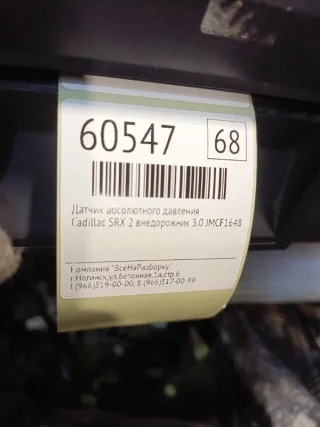 60547 68
Датчик абсолютного давления
Cadillac SRX 2 внедорожник 3.0 JMCF1648
Компания "ВсеНаРазборку"
г.Ногинск,ул.Бетонная,1а,стр.6
8(966)319-00-00, 8 (966)317-00-99